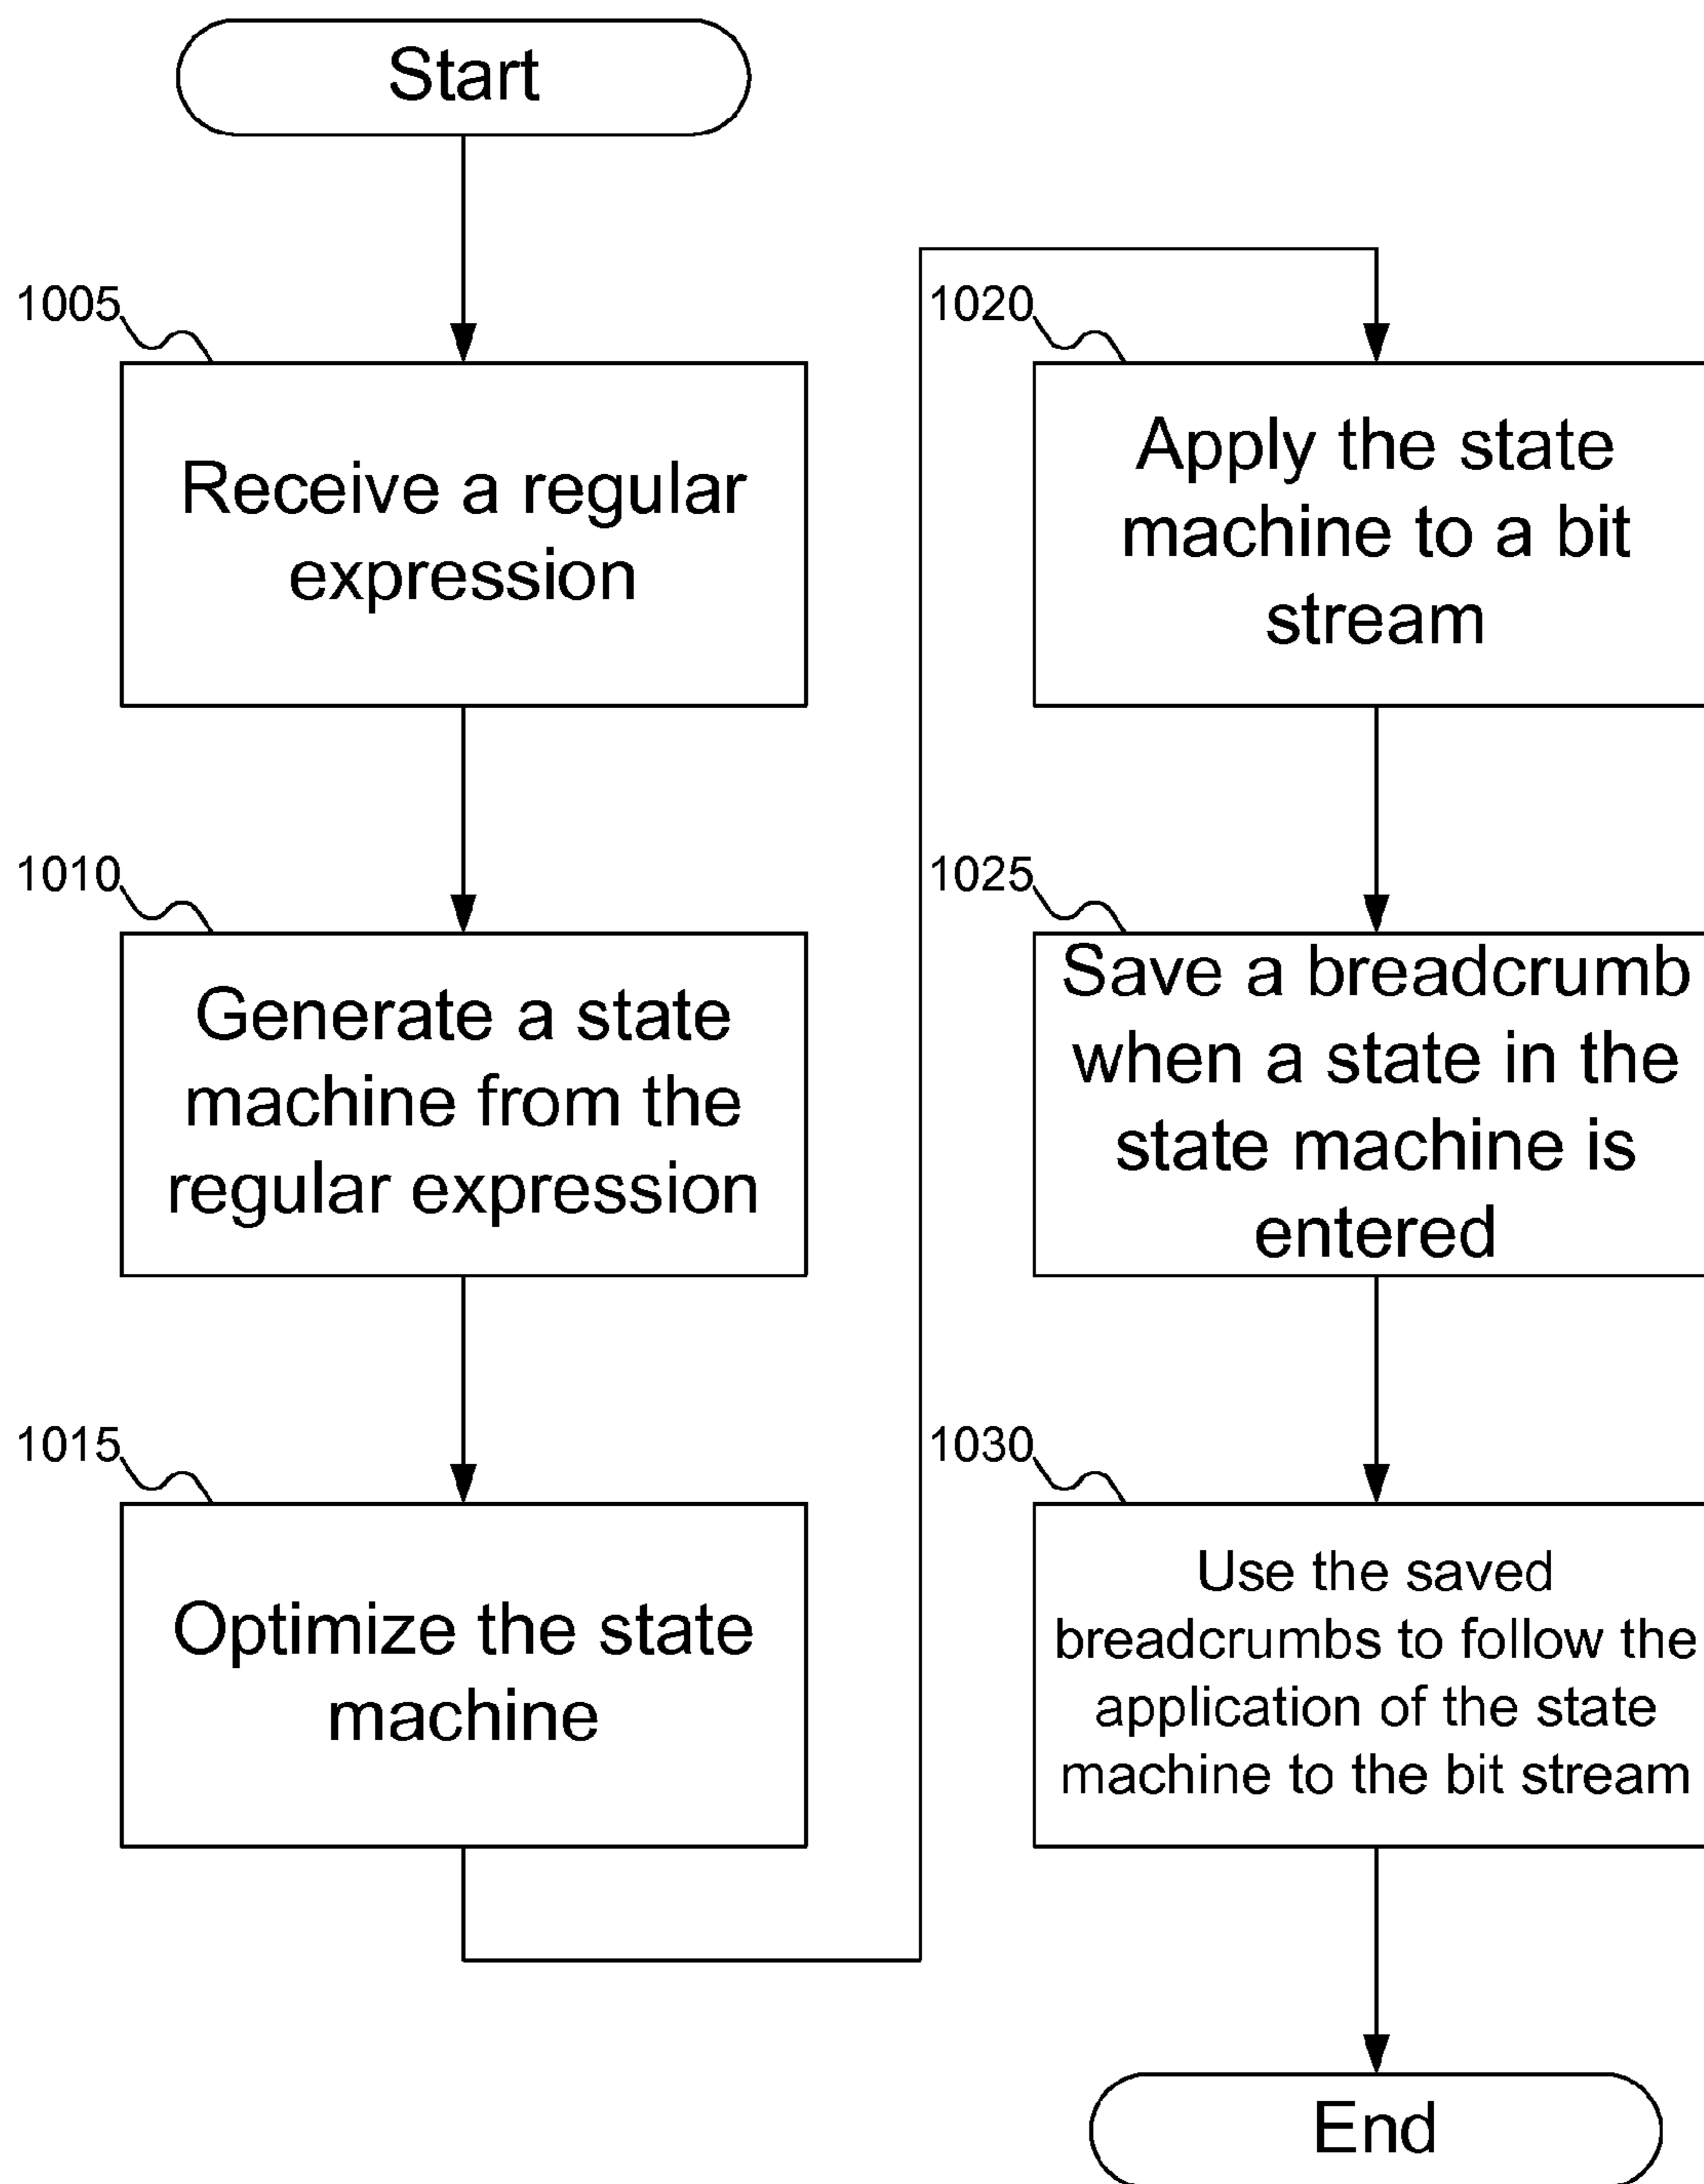 Start
1005
Receive a regular
expression
1010
Generate a state
machine from the
regular expression
1015
Optimize the state
machine
1020
Apply the state
machine to a bit
stream
1025
Save a breadcrumb
when a state in the
state machine is
entered
1030
Use the saved
breadcrumbs to follow the
application of the state
machine to the bit stream
End